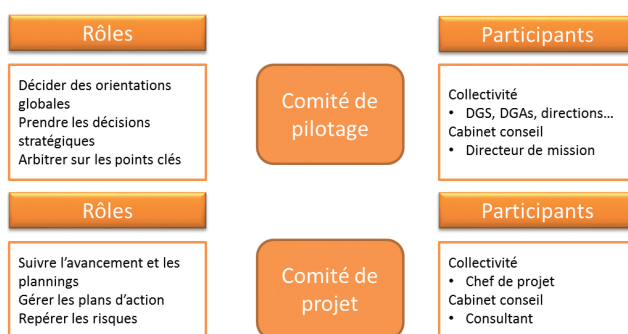 Rôles
Décider des orientations
globales
Prendre les décisions
stratégiques
Arbitrer sur les points clés
Comité de
pilotage
Participants
Collectivité
• DGS, DGAs, directions...
Cabinet conseil
• Directeur de mission
Rôles
Suivre l'avancement et les
plannings
Gérer les plans d'action
Repérer les risques
Comité de
projet
Participants
Collectivité
• Chef de projet
Cabinet conseil
• Consultant